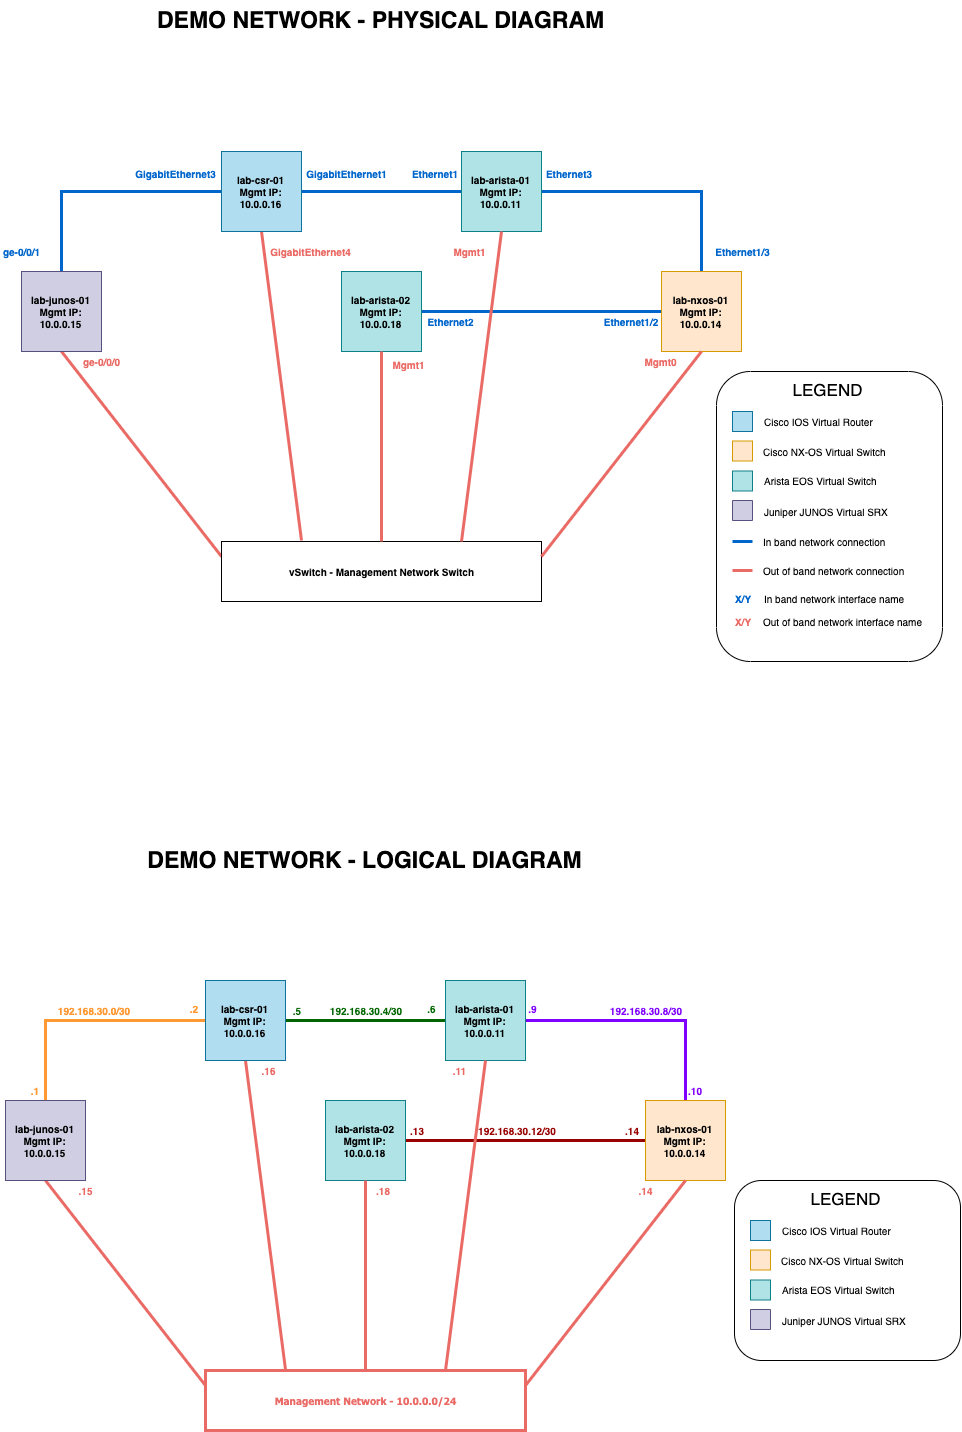 DEMO NETWORK - PHYSICAL DIAGRAM
GigabitEthernet3
lab-csr-01
Mgmt IP:
10.0.0.16
GigabitEthernet1
Ethernet1
lab-arista-01
Mgmt IP:
10.0.0.11
Ethernet3
ge-0/0/1
GigabitEthernet4
Mgmt1
Ethernet1/3
lab-junos-01
Mgmt IP:
10.0.0.15
lab-arista-02
Mgmt IP:
10.0.0.18
Ethernet2
Ethernet1/2
lab-nxos-01
Mgmt IP:
10.0.0.14
ge-0/0/0
Mgmt1
Mgmt0
vSwitch - Management Network Switch
LEGEND
Cisco IOS Virtual Router
Cisco NX-OS Virtual Switch
Arista EOS Virtual Switch
Juniper JUNOS Virtual SRX
In band network connection
Out of band network connection
X/Y In band network interface name
X/Y Out of band network interface name
DEMO NETWORK - LOGICAL DIAGRAM
192.168.30.0/30
.2
lab-csr-01
Mgmt IP:
10.0.0.16
.5
192.168.30.4/30
.6
lab-arista-01
Mgmt IP:
10.0.0.11
.9
192.168.30.8/30
.1
.16
.11
.10
lab-junos-01
Mgmt IP:
10.0.0.15
lab-arista-02
Mgmt IP:
10.0.0.18
.13
192.168.30.12/30
.14
lab-nxos-01
Mgmt IP:
10.0.0.14
.15
.18
.14
Management Network - 10.0.0.0/24
LEGEND
Cisco IOS Virtual Router
Cisco NX-OS Virtual Switch
Arista EOS Virtual Switch
Juniper JUNOS Virtual SRX